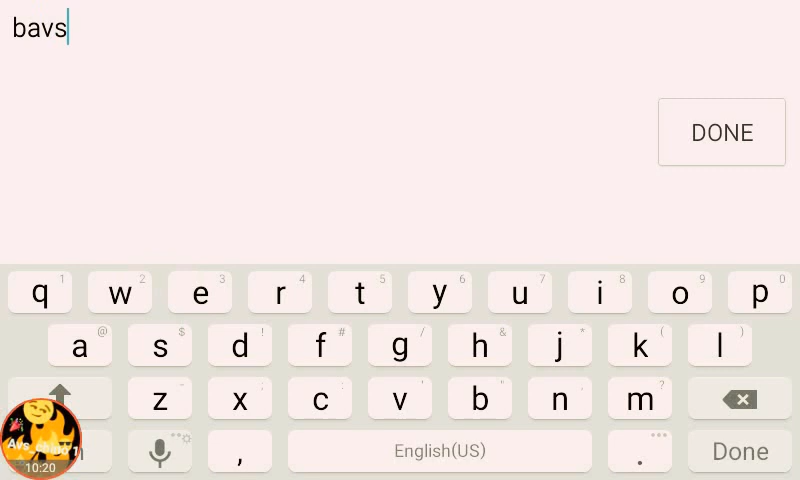 bavs
DONE
q 1 w 2 e 3 r 4 t 5 y 6 u 7 i 8 o 9 p 0
a @ s $ d ! f # g / h & j * k ( l )
z - x ; c : v ' b " n , m ?
, English(US) . Done
10:20